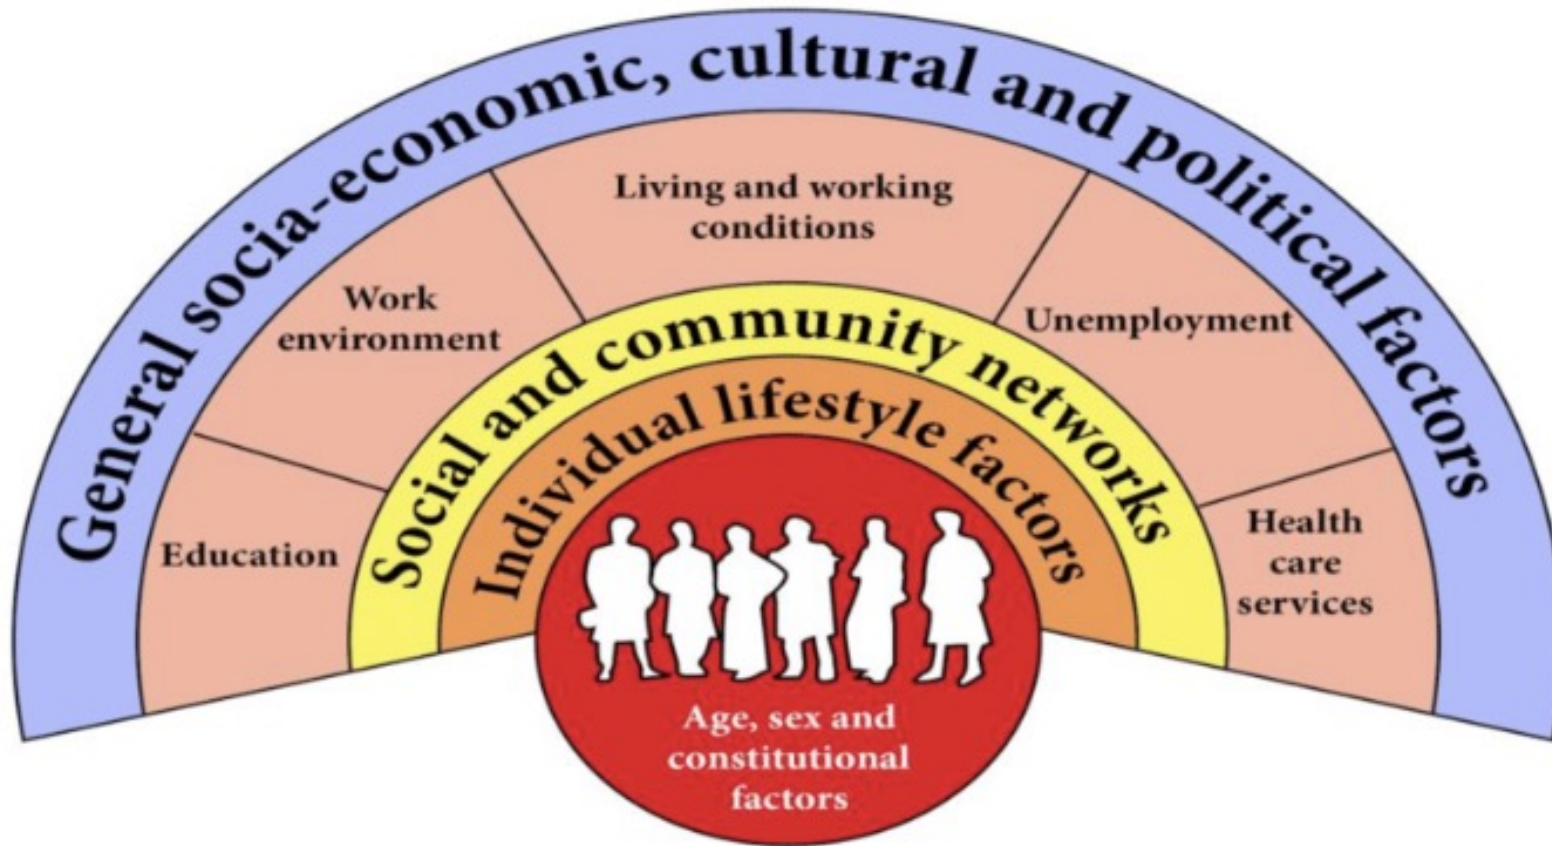 General socia-economic, cultural and political factors
Living and working
conditions
Work
environment
Unemployment
Education
Health
care
services
Social and community networks
Individual lifestyle factors
Age, sex and
constitutional
factors